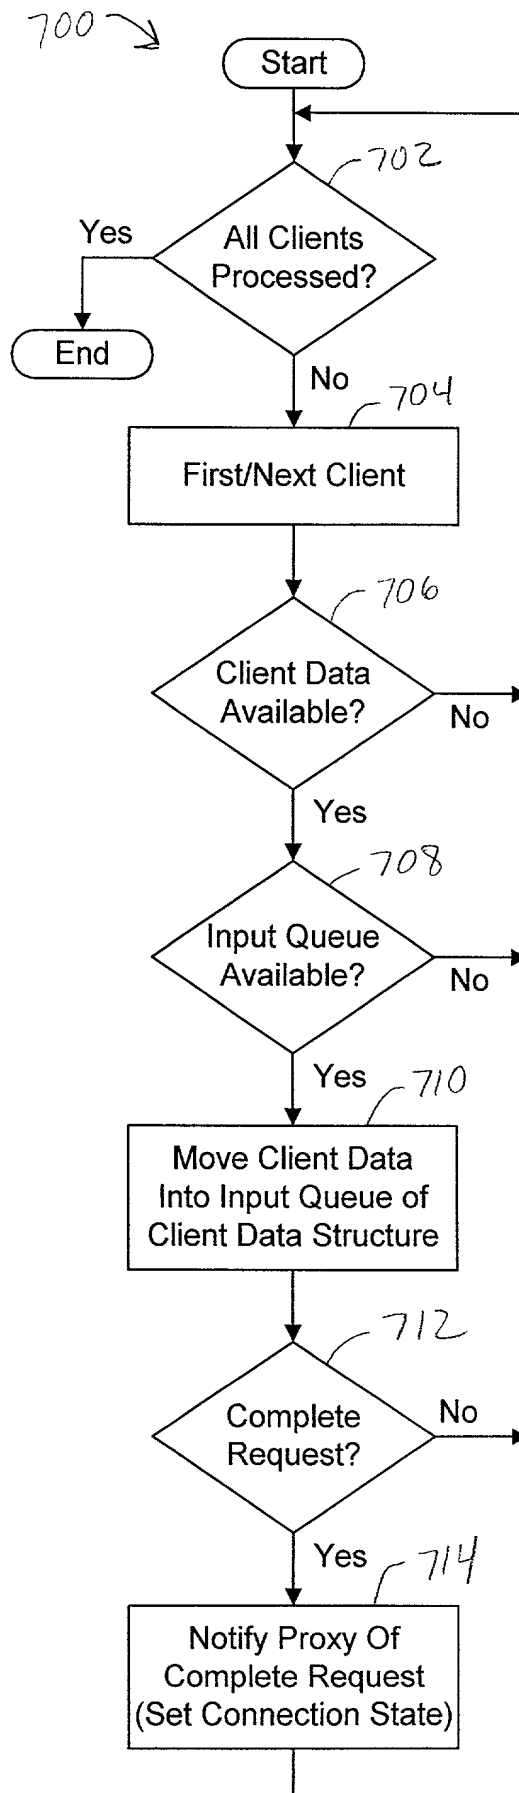 700
Start
702
Yes
All Clients
Processed?
End
No
704
First/Next Client
706
Client Data
Available?
No
Yes
708
Input Queue
Available?
No
Yes
710
Move Client Data
Into Input Queue of
Client Data Structure
712
Complete
Request?
No
Yes
714
Notify Proxy Of
Complete Request
(Set Connection State)